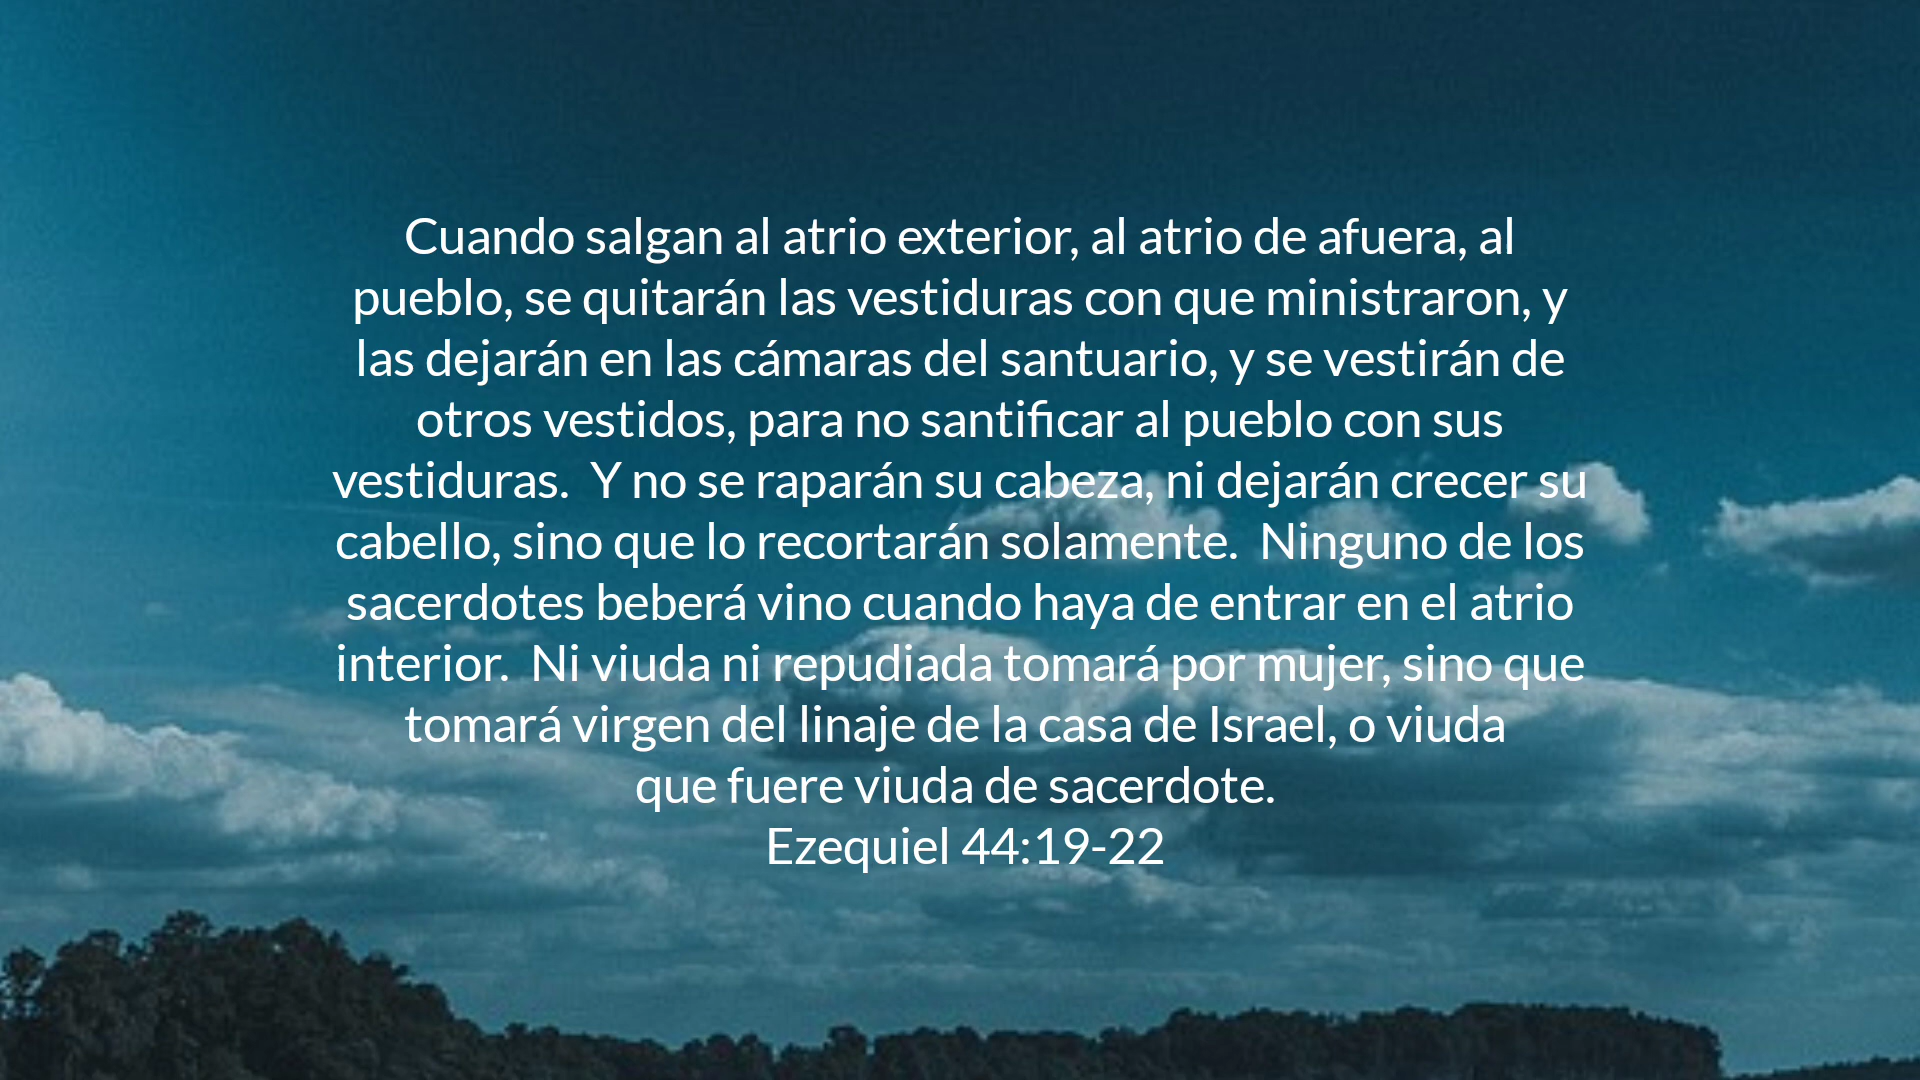 Cuando salgan al atrio exterior, al atrio de afuera, al
pueblo, se quitarán las vestiduras con que ministraron, y
las dejarán en las cámaras del santuario, y se vestirán de
otros vestidos, para no santificar al pueblo con sus
vestiduras.  Y no se raparán su cabeza, ni dejarán crecer su
cabello, sino que lo recortarán solamente.  Ninguno de los
sacerdotes beberá vino cuando haya de entrar en el atrio
interior.  Ni viuda ni repudiada tomará por mujer, sino que
tomará virgen del linaje de la casa de Israel, o viuda
que fuere viuda de sacerdote.
Ezequiel 44:19-22